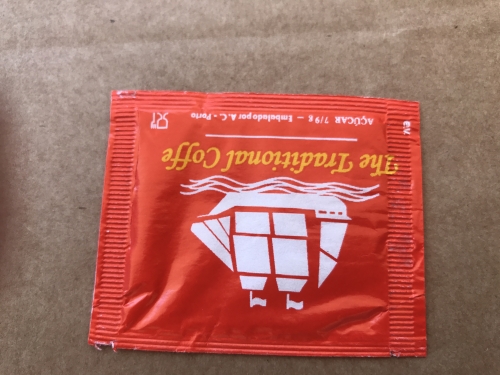 The Traditional Coffe
AÇÚCAR 7/9 g — Embalado por A. C. - Porto